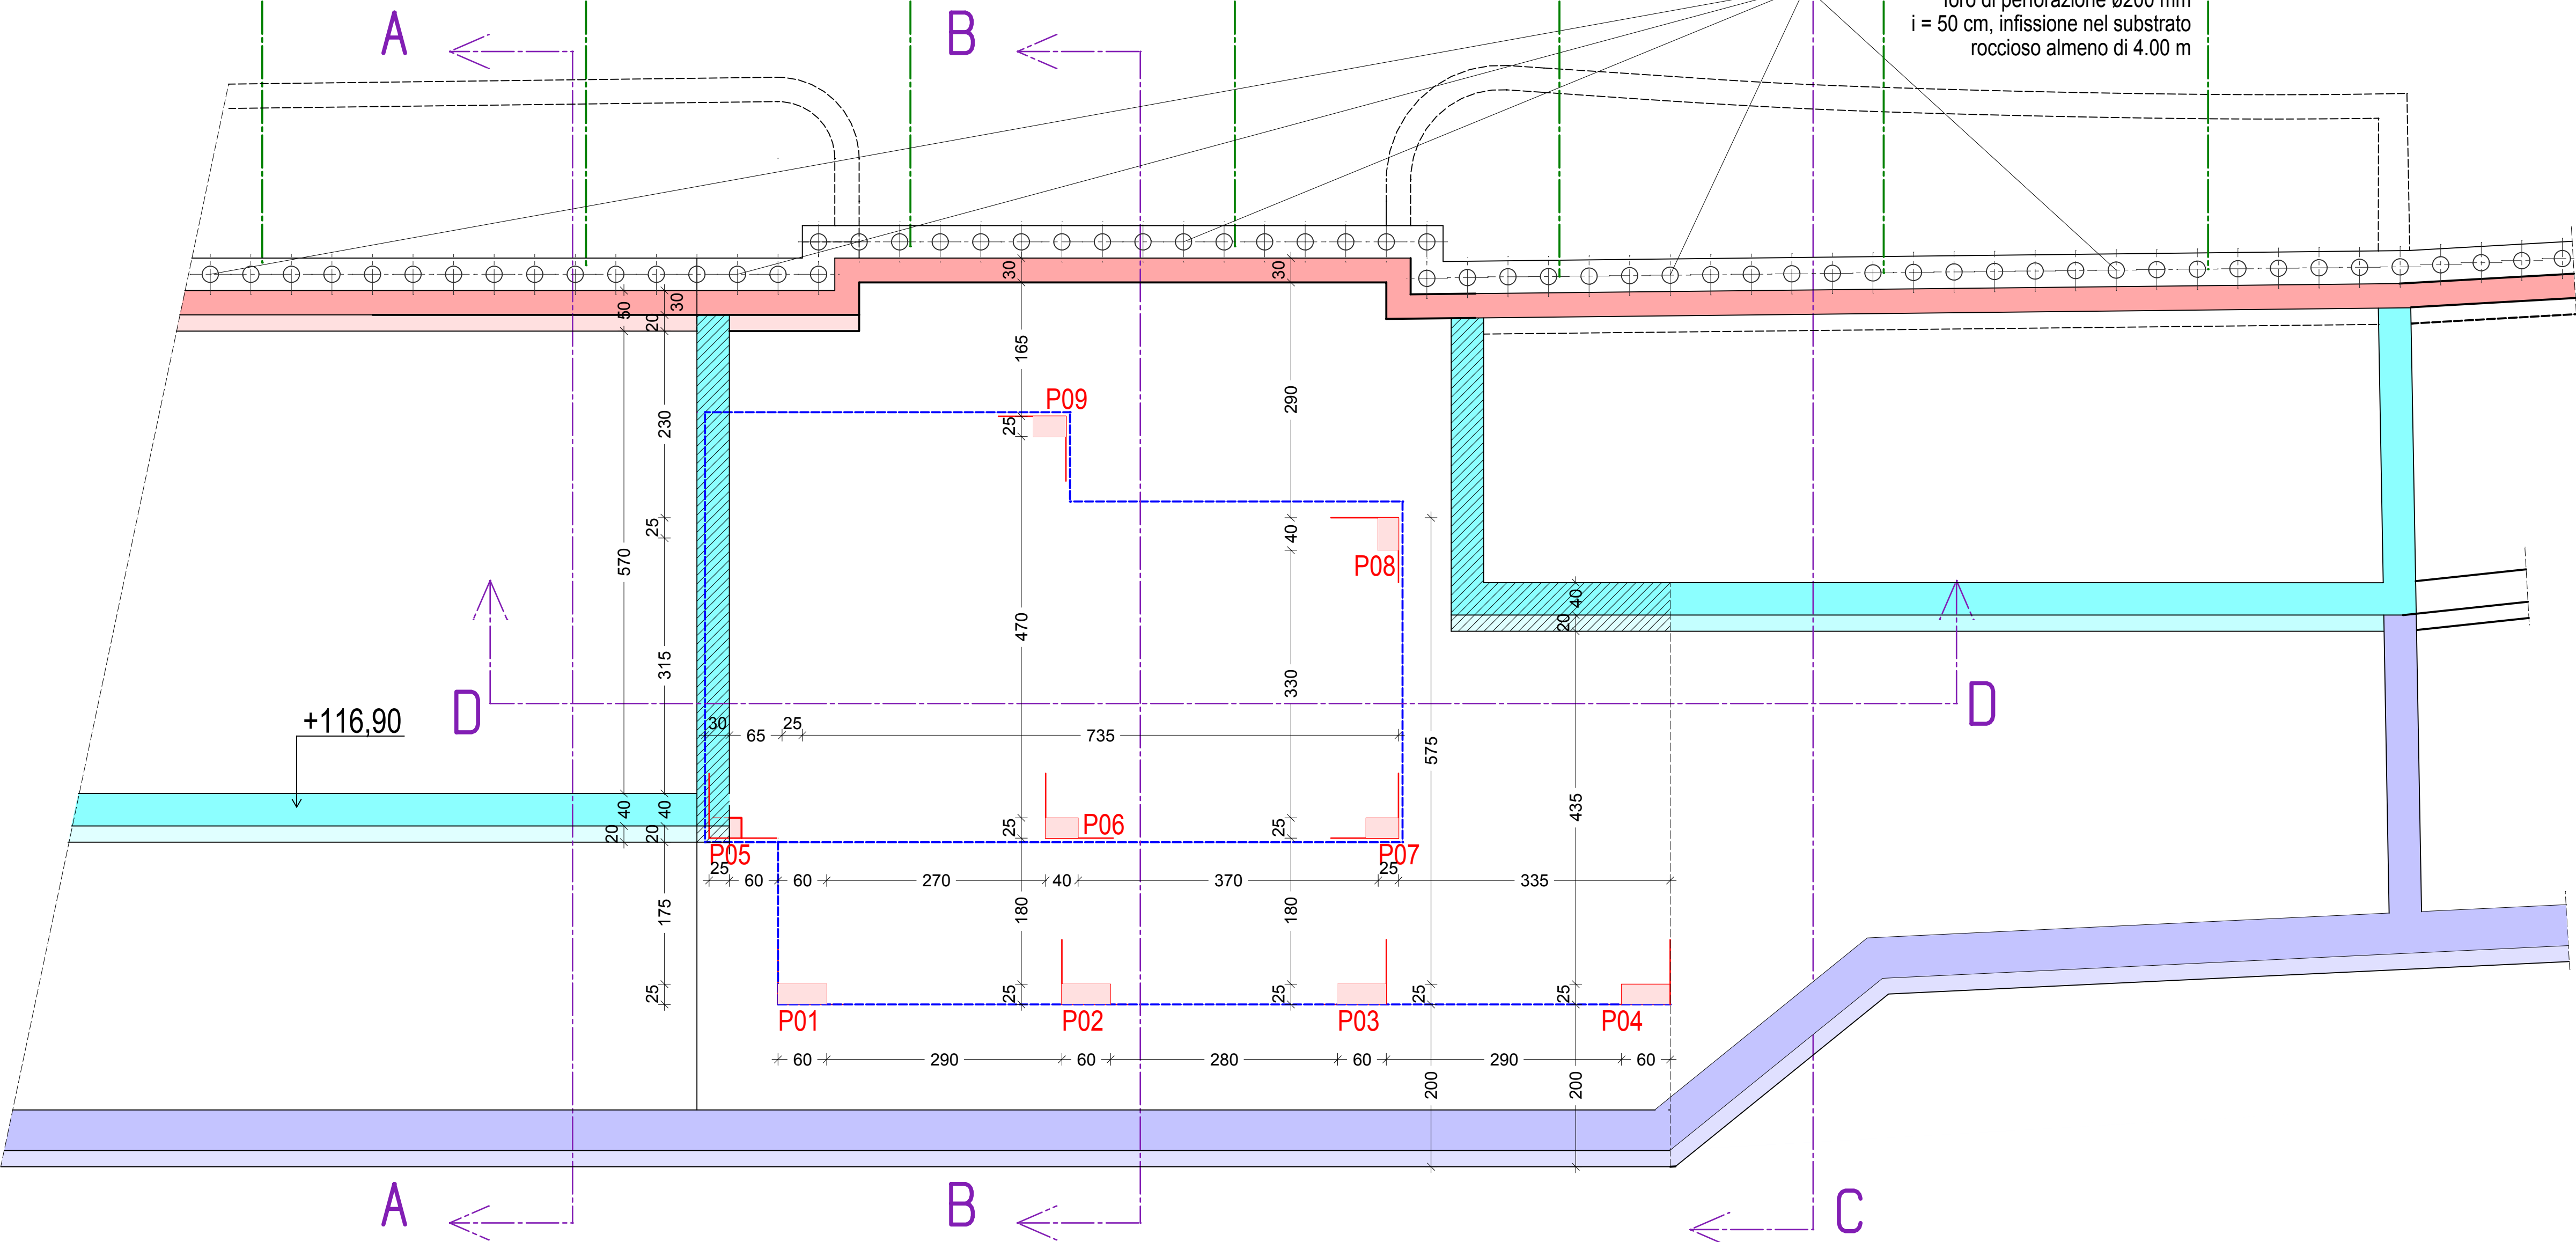 foro di perforazione ø200 mm
i = 50 cm, infissione nel substrato
roccioso almeno di 4.00 m
A
B
30
30
50
30
20
165
290
230
P09
25
25
40
P08
570
470
315
330
40
20
+116,90
D
D
30
65
25
735
575
435
40
40
20
20
25
P06
25
P05
P07
25
60
60
270
40
370
25
335
175
180
180
25
25
25
25
25
P01
P02
P03
P04
60
290
60
280
60
290
60
200
200
A
B
C